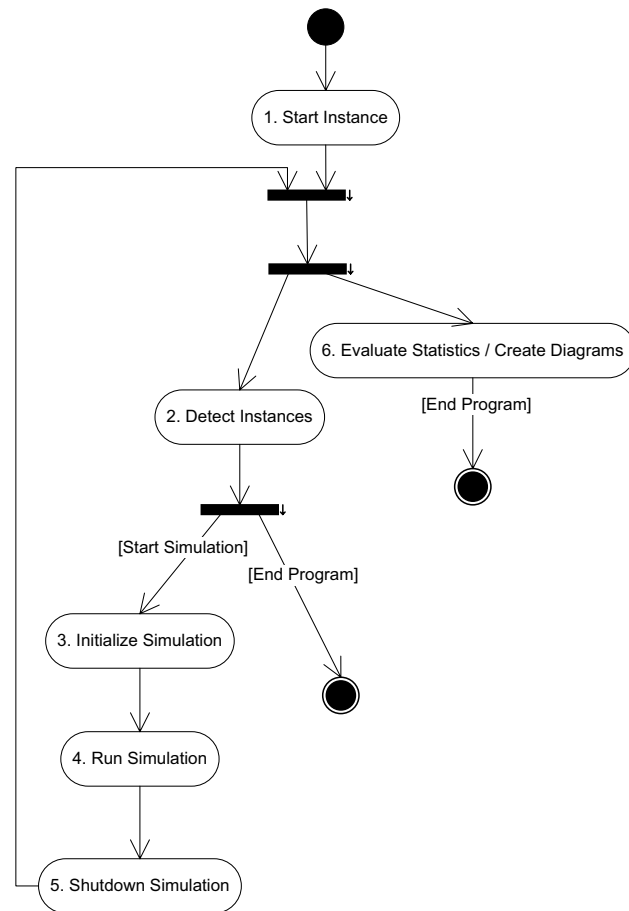 1. Start Instance
6. Evaluate Statistics / Create Diagrams
[End Program]
2. Detect Instances
[Start Simulation]
[End Program]
3. Initialize Simulation
4. Run Simulation
5. Shutdown Simulation